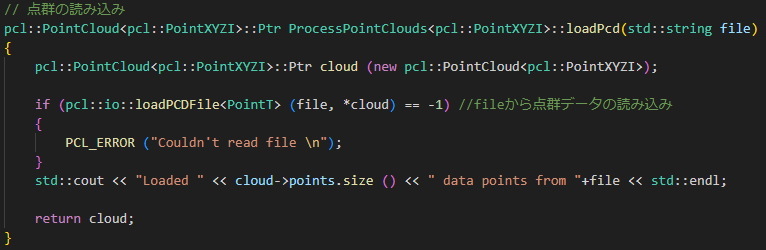 // 点群の読み込み
pcl::PointCloud<pcl::PointXYZI>::Ptr ProcessPointClouds<pcl::PointXYZI>::loadPcd(std::string file)
{
    pcl::PointCloud<pcl::PointXYZI>::Ptr cloud (new pcl::PointCloud<pcl::PointXYZI>);

    if (pcl::io::loadPCDFile<PointT> (file, *cloud) == -1) //fileから点群データの読み込み
    {
        PCL_ERROR ("Couldn't read file \n");
    }
    std::cout << "Loaded " << cloud->points.size () << " data points from "+file << std::endl;

    return cloud;
}